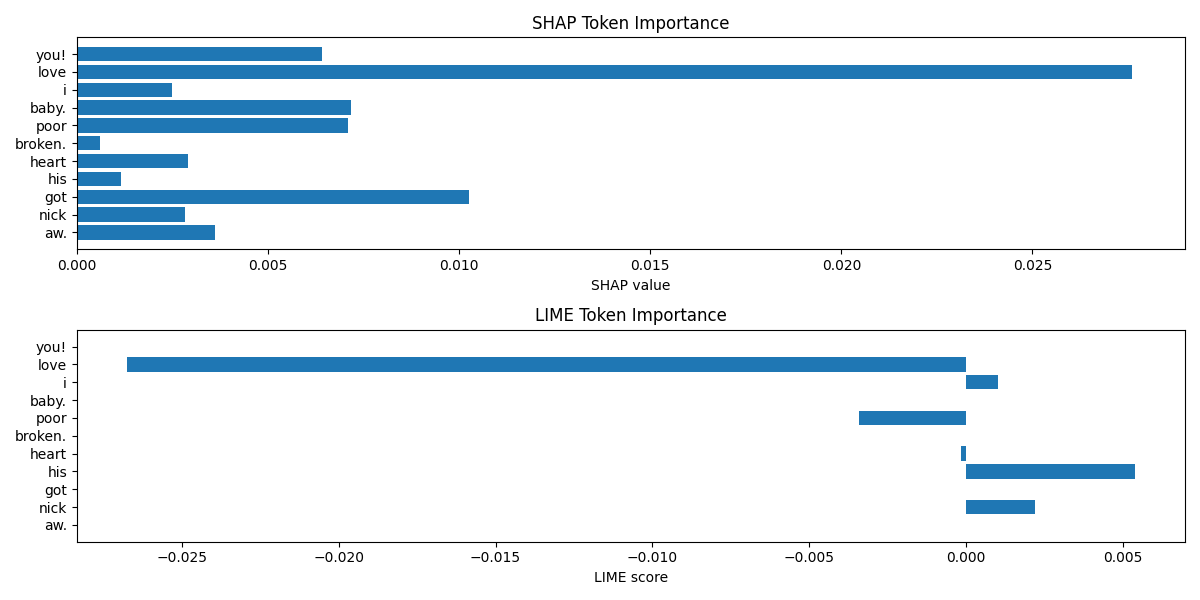 SHAP Token Importance
you!
love
i
baby.
poor
broken.
heart
his
got
nick
aw.
0.000 0.005 0.010 0.015 0.020 0.025
SHAP value
LIME Token Importance
you!
love
i
baby.
poor
broken.
heart
his
got
nick
aw.
−0.025 −0.020 −0.015 −0.010 −0.005 0.000 0.005
LIME score